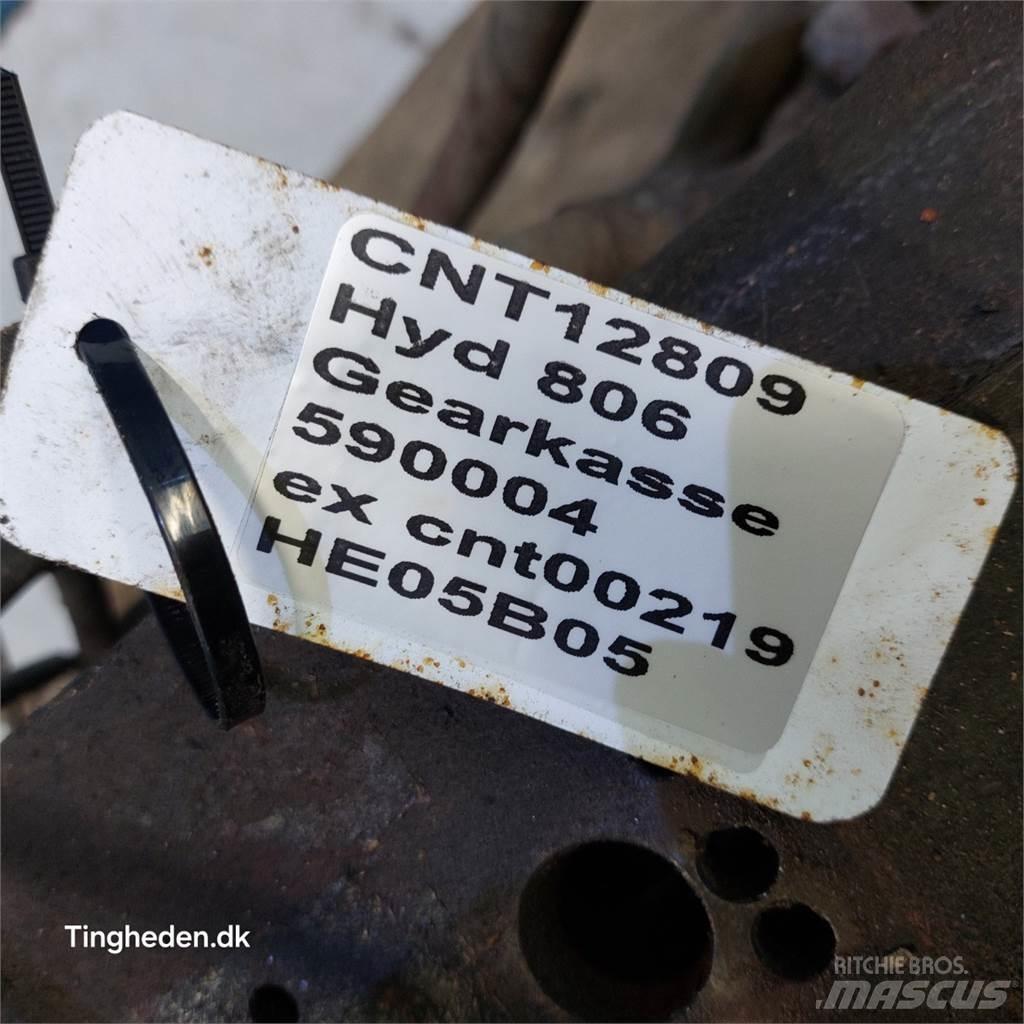 CNT12809
Hyd 806
Gearkasse
590004
ex cnt00219
HE05B05
Tingheden.dk
RITCHIE BROS.
MASCUS